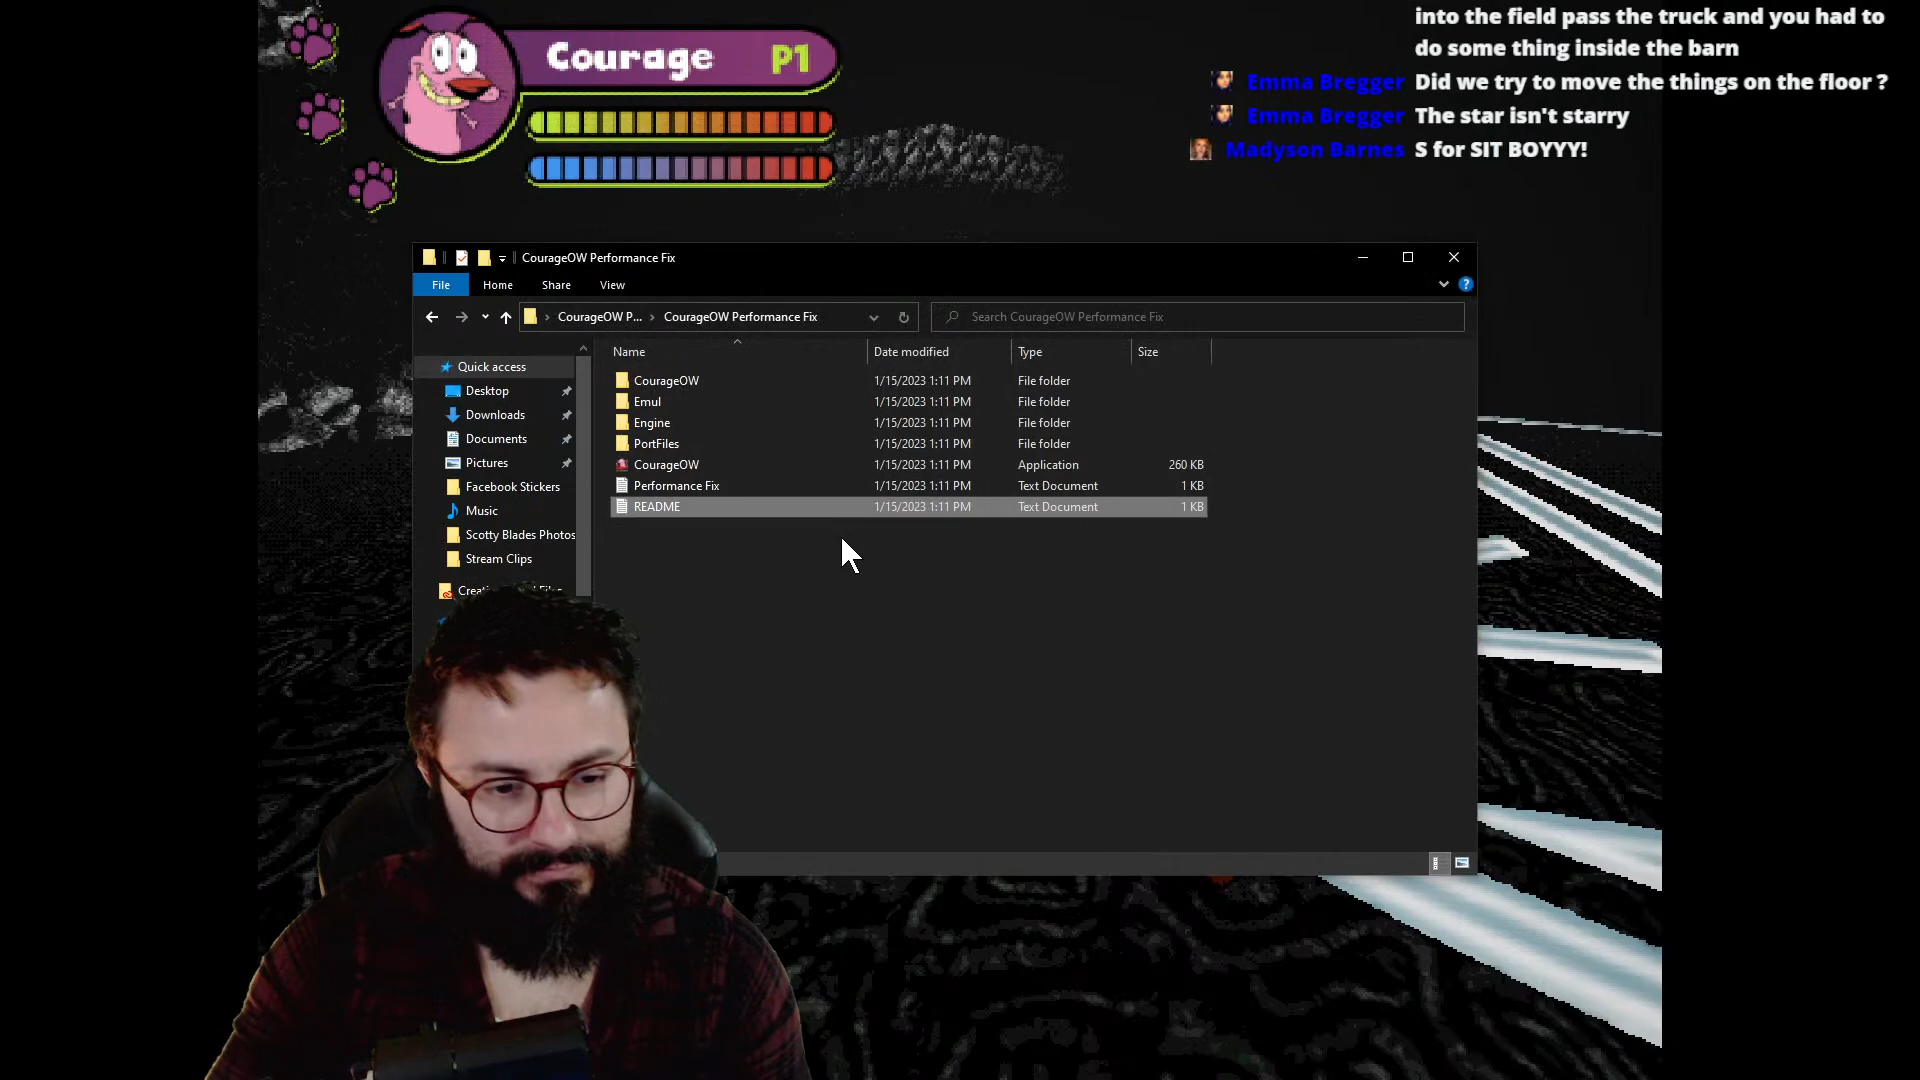 Courage P1
into the field pass the truck and you had to
do some thing inside the barn
Emma Bregger Did we try to move the things on the floor ?
Emma Bregger The star isn't starry
Madyson Barnes S for SIT BOYYY!
CourageOW Performance Fix
File Home Share View
CourageOW P... CourageOW Performance Fix
Search CourageOW Performance Fix
Name Date modified Type Size
Quick access
Desktop
Downloads
Documents
Pictures
Facebook Stickers
Music
Scotty Blades Photos
Stream Clips
CourageOW 1/15/2023 1:11 PM File folder
Emul 1/15/2023 1:11 PM File folder
Engine 1/15/2023 1:11 PM File folder
PortFiles 1/15/2023 1:11 PM File folder
CourageOW 1/15/2023 1:11 PM Application 260 KB
Performance Fix 1/15/2023 1:11 PM Text Document 1 KB
README 1/15/2023 1:11 PM Text Document 1 KB